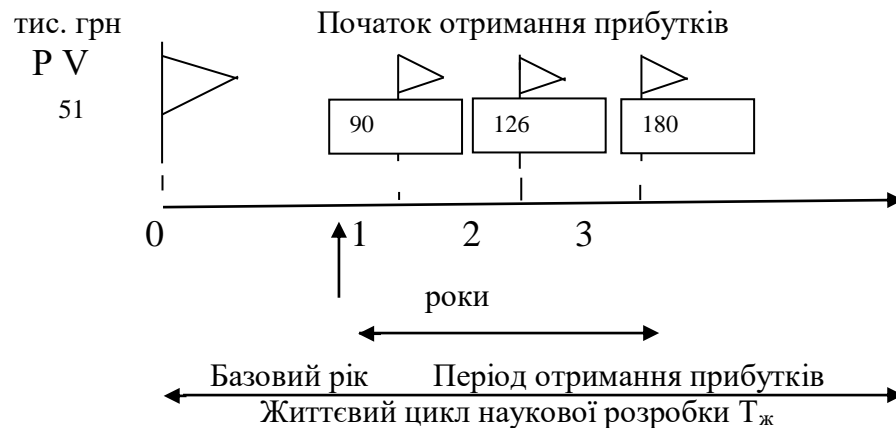 тис. грн Початок отримання прибутків
P V
51 90 126 180
0 1 2 3
роки
Базовий рік Період отримання прибутків
Життєвий цикл наукової розробки Тж